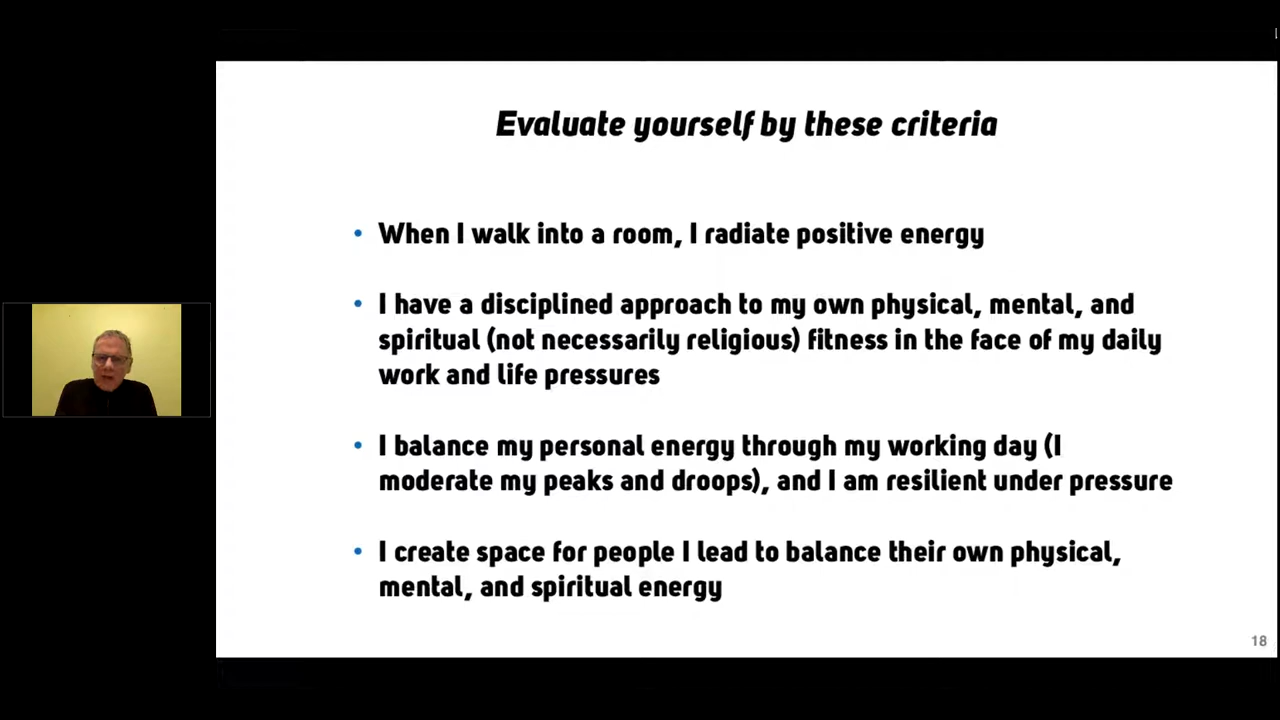 Evaluate yourself by these criteria
• When I walk into a room, I radiate positive energy
• I have a disciplined approach to my own physical, mental, and
spiritual (not necessarily religious) fitness in the face of my daily
work and life pressures
• I balance my personal energy through my working day (I
moderate my peaks and droops), and I am resilient under pressure
• I create space for people I lead to balance their own physical,
mental, and spiritual energy
18